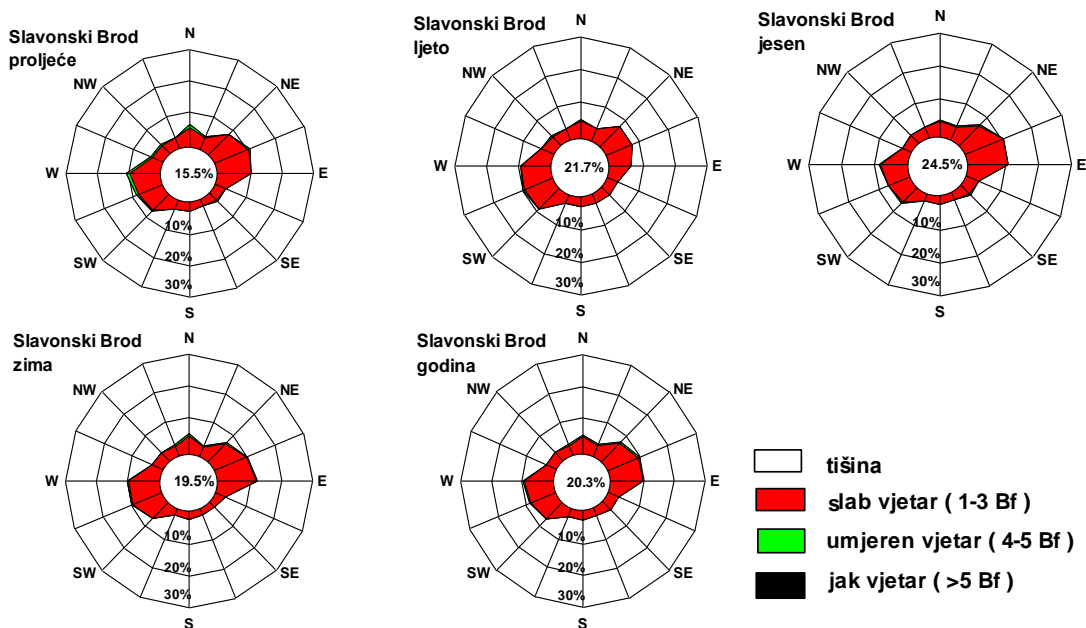 Slavonski Brod
proljeće
N
NE
E
SE
S
SW
W
NW
15.5%
10%
20%
30%
Slavonski Brod
ljeto
N
NE
E
SE
S
SW
W
NW
21.7%
10%
20%
30%
Slavonski Brod
jesen
N
NE
E
SE
S
SW
W
NW
24.5%
10%
20%
30%
Slavonski Brod
zima
N
NE
E
SE
S
SW
W
NW
19.5%
10%
20%
30%
Slavonski Brod
godina
N
NE
E
SE
S
SW
W
NW
20.3%
10%
20%
30%
tišina
slab vjetar ( 1-3 Bf )
umjeren vjetar ( 4-5 Bf )
jak vjetar ( >5 Bf )